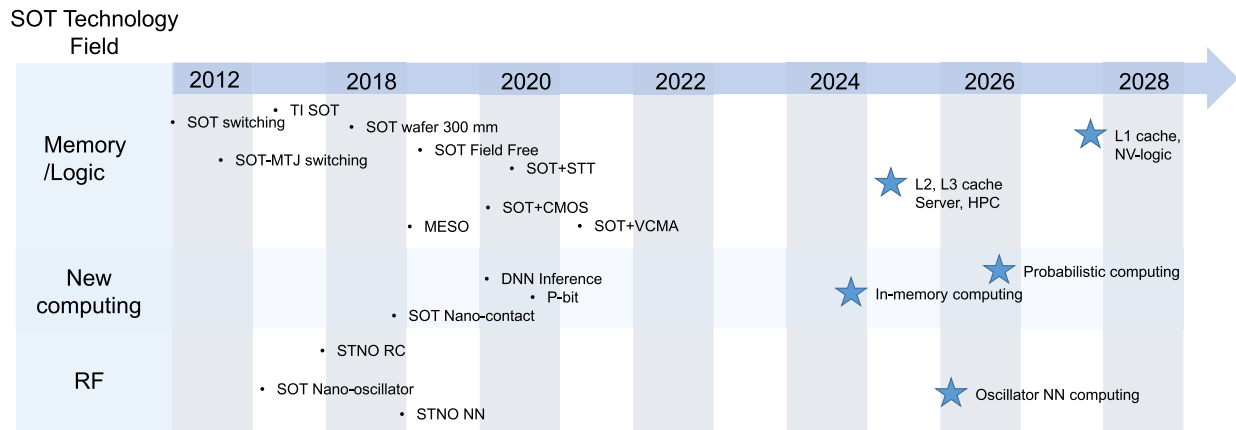 SOT Technology
Field
2012
2018
2020
2022
2024
2026
2028
Memory
/Logic
• TI SOT
• SOT switching
• SOT wafer 300 mm
• SOT Field Free
• SOT-MTJ switching
• SOT+STT
• SOT+CMOS
• MESO
• SOT+VCMA
L1 cache,
NV-logic
L2, L3 cache
Server, HPC
New
computing
• DNN Inference
• P-bit
• SOT Nano-contact
Probabilistic computing
In-memory computing
RF
• STNO RC
• SOT Nano-oscillator
• STNO NN
Oscillator NN computing